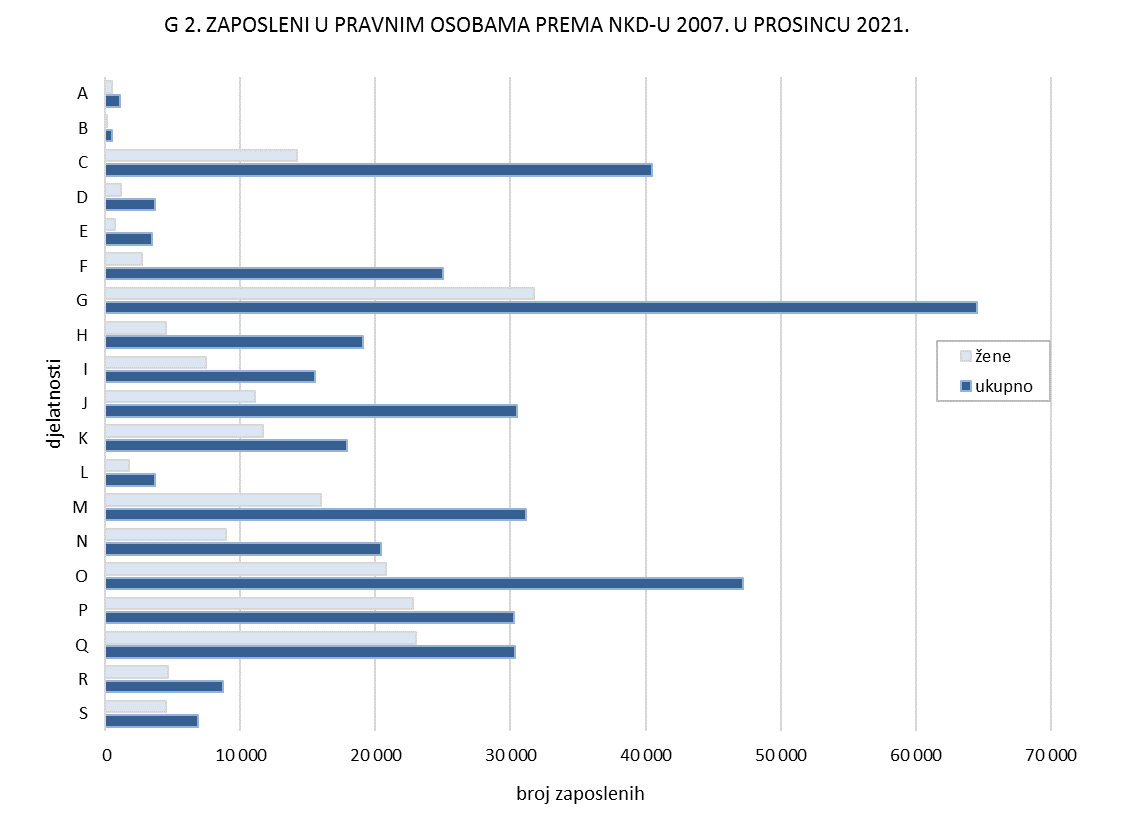 G 2. ZAPOSLENI U PRAVNIM OSOBAMA PREMA NKD-U 2007. U PROSINCU 2021.
A
B
C
D
E
F
G
H
I
J
K
L
M
N
O
P
Q
R
S
djelatnosti
žene
ukupno
0 10 000 20 000 30 000 40 000 50 000 60 000 70 000
broj zaposlenih